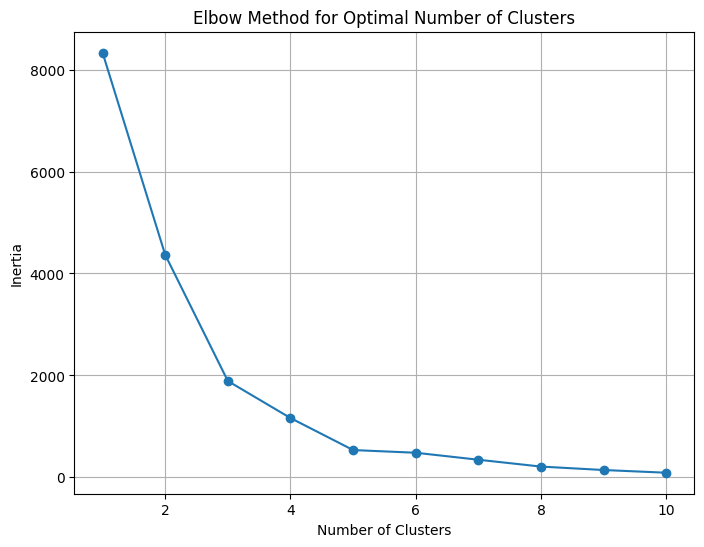 Elbow Method for Optimal Number of Clusters
8000
6000
4000
2000
0
Inertia
2 4 6 8 10
Number of Clusters